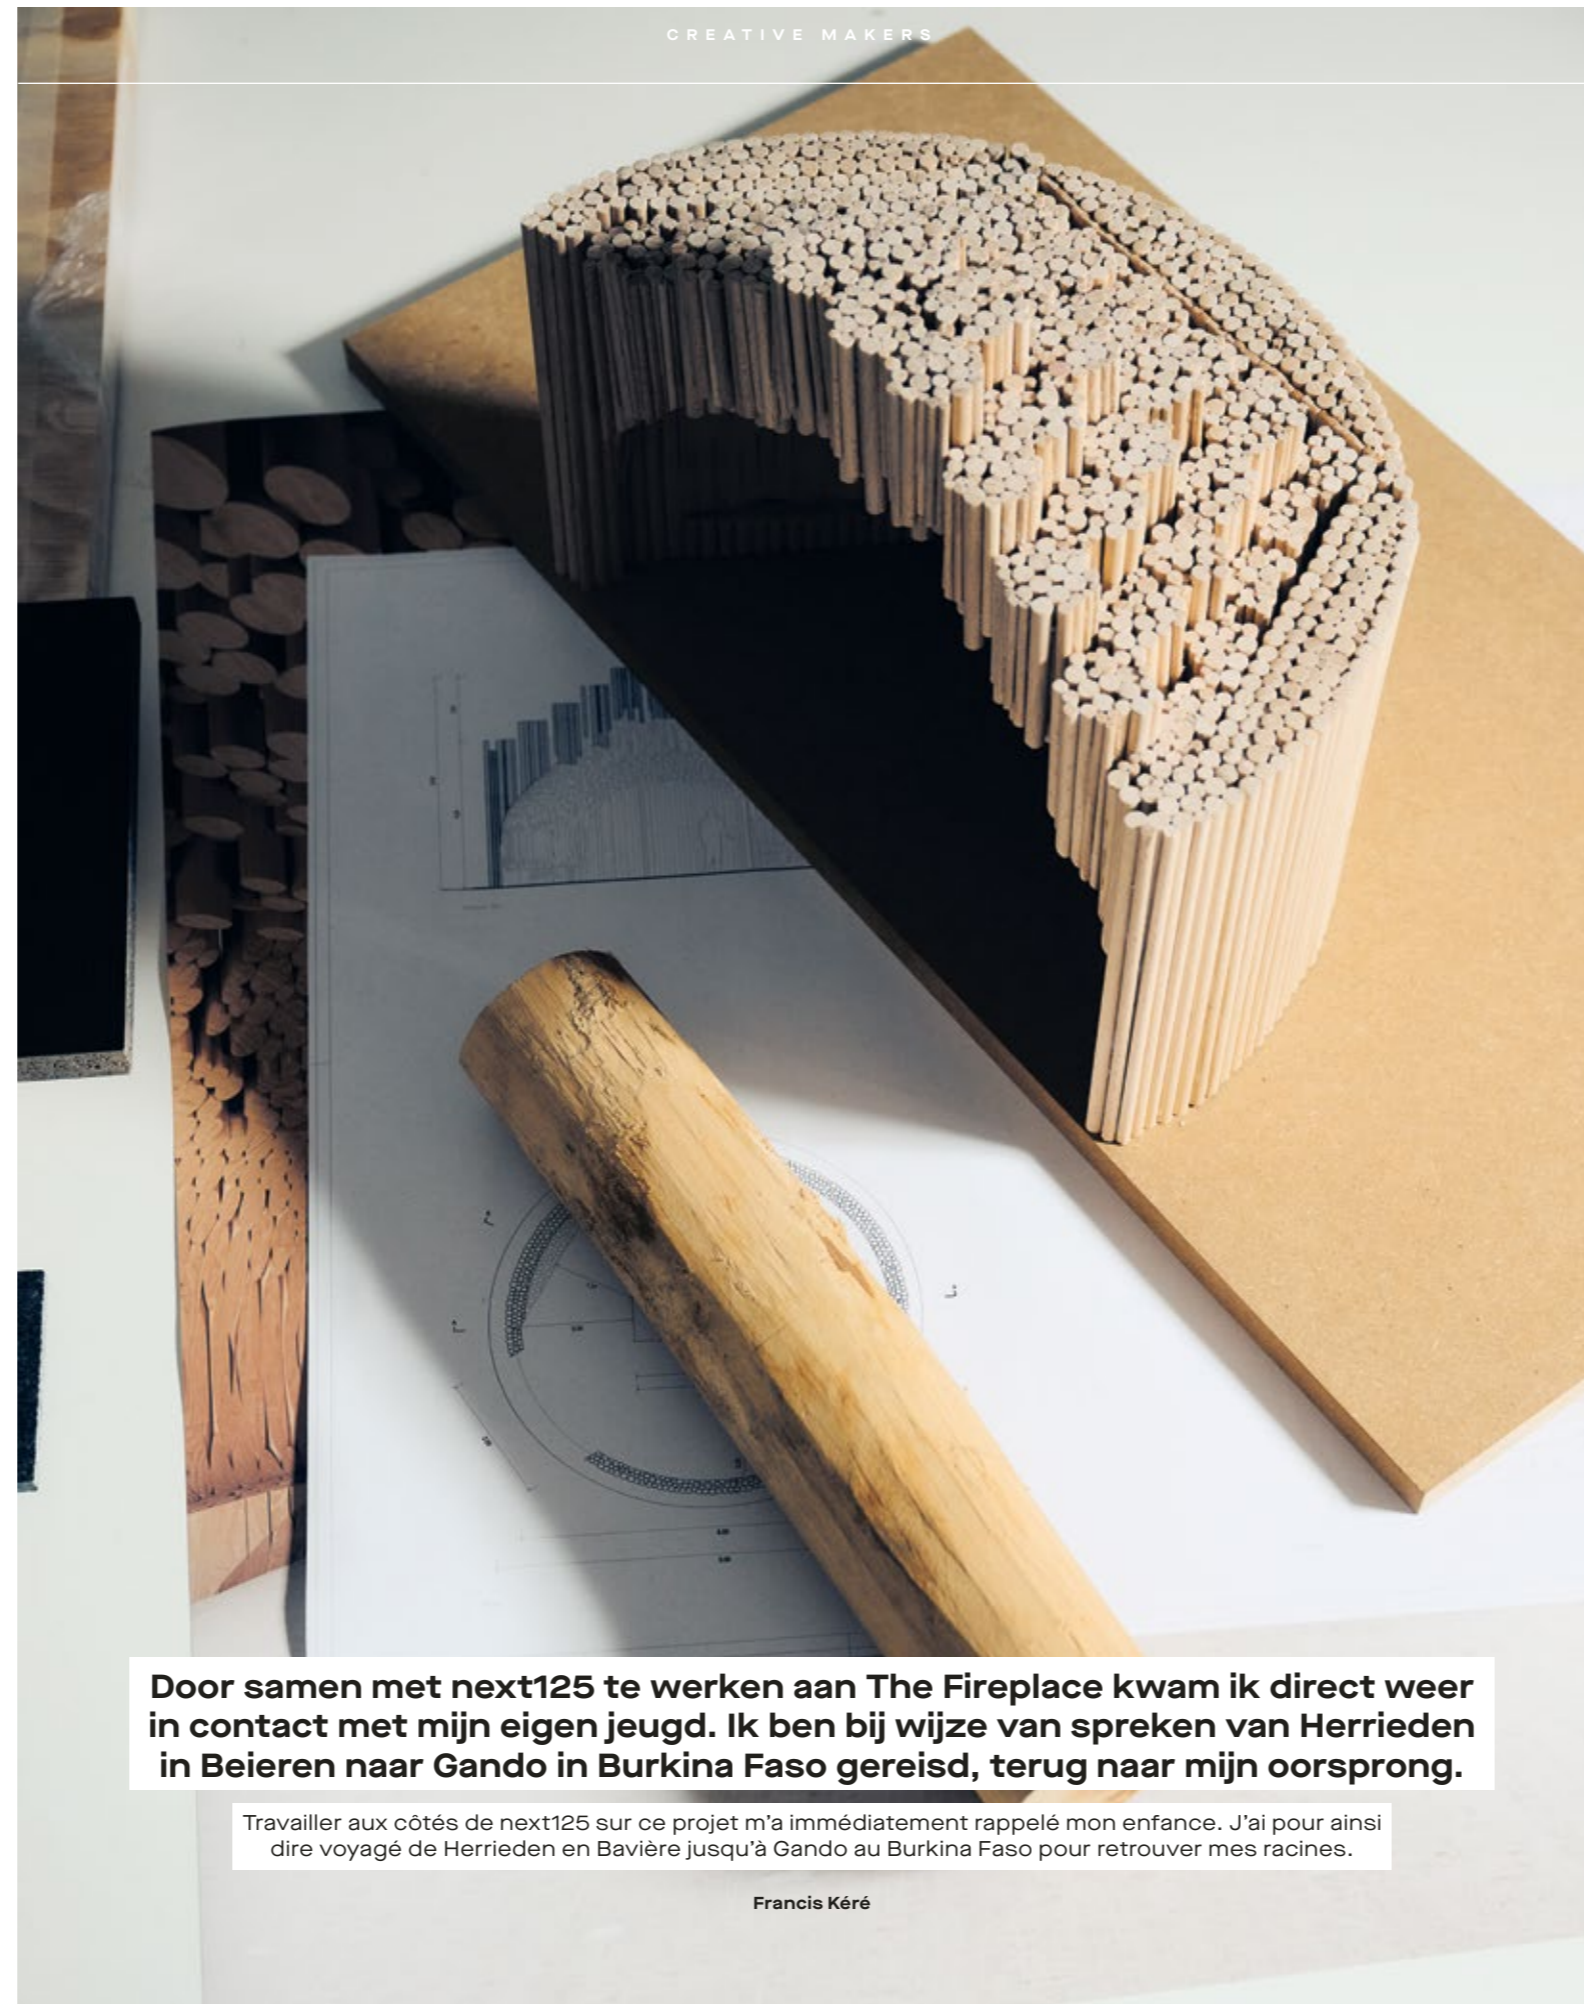 CREATIVE MAKERS
Door samen met next125 te werken aan The Fireplace kwam ik direct weer
in contact met mijn eigen jeugd. Ik ben bij wijze van spreken van Herrieden
in Beieren naar Gando in Burkina Faso gereisd, terug naar mijn oorsprong.
Travailler aux côtés de next125 sur ce projet m’a immédiatement rappelé mon enfance. J’ai pour ainsi
dire voyagé de Herrieden en Bavière jusqu’à Gando au Burkina Faso pour retrouver mes racines.
Francis Kéré